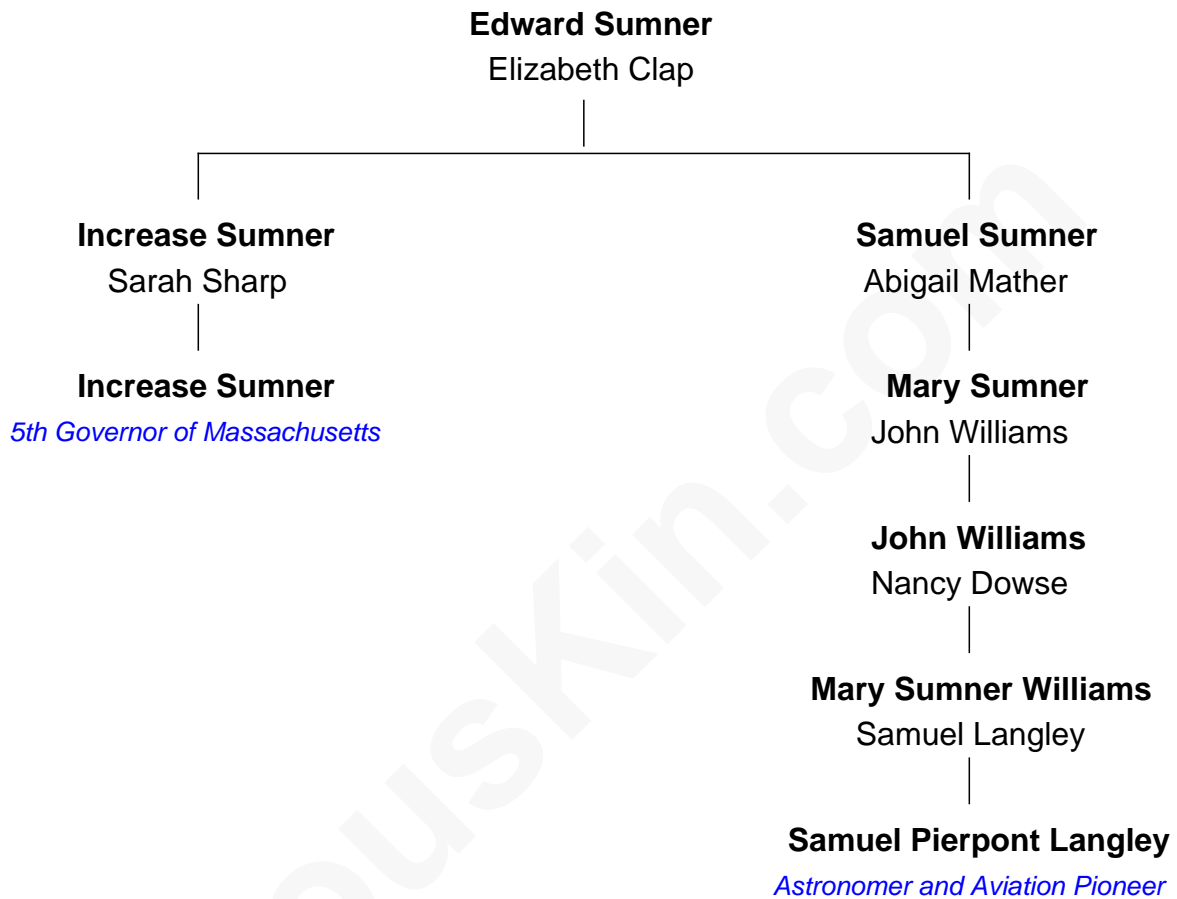 Edward Sumner
Elizabeth Clap
Increase Sumner
Sarah Sharp
Increase Sumner
5th Governor of Massachusetts
Samuel Sumner
Abigail Mather
Mary Sumner
John Williams
John Williams
Nancy Dowse
Mary Sumner Williams
Samuel Langley
Samuel Pierpont Langley
Astronomer and Aviation Pioneer
ousKin.com